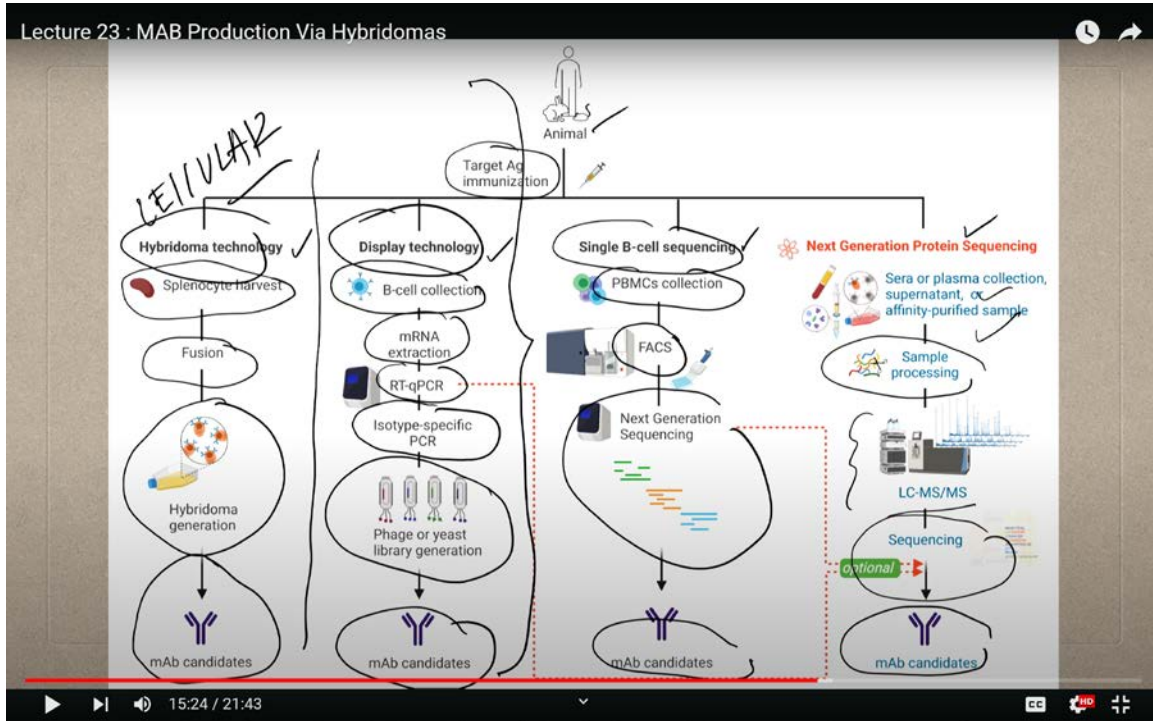 Lecture 23 : MAB Production Via Hybridomas
Animal
Target Ag
immunization
CELLULAR
Hybridoma technology
Splenocyte harvest
Fusion
Hybridoma
generation
mAb candidates
Display technology
B-cell collection
mRNA
extraction
RT-qPCR
Isotype-specific
PCR
Phage or yeast
library generation
mAb candidates
Single B-cell sequencing
PBMCs collection
FACS
Next Generation
Sequencing
mAb candidates
Next Generation Protein Sequencing
Sera or plasma collection,
supernatant, or
affinity-purified sample
Sample
processing
LC-MS/MS
Sequencing
optional
mAb candidates
15:24 / 21:43
CC
HD